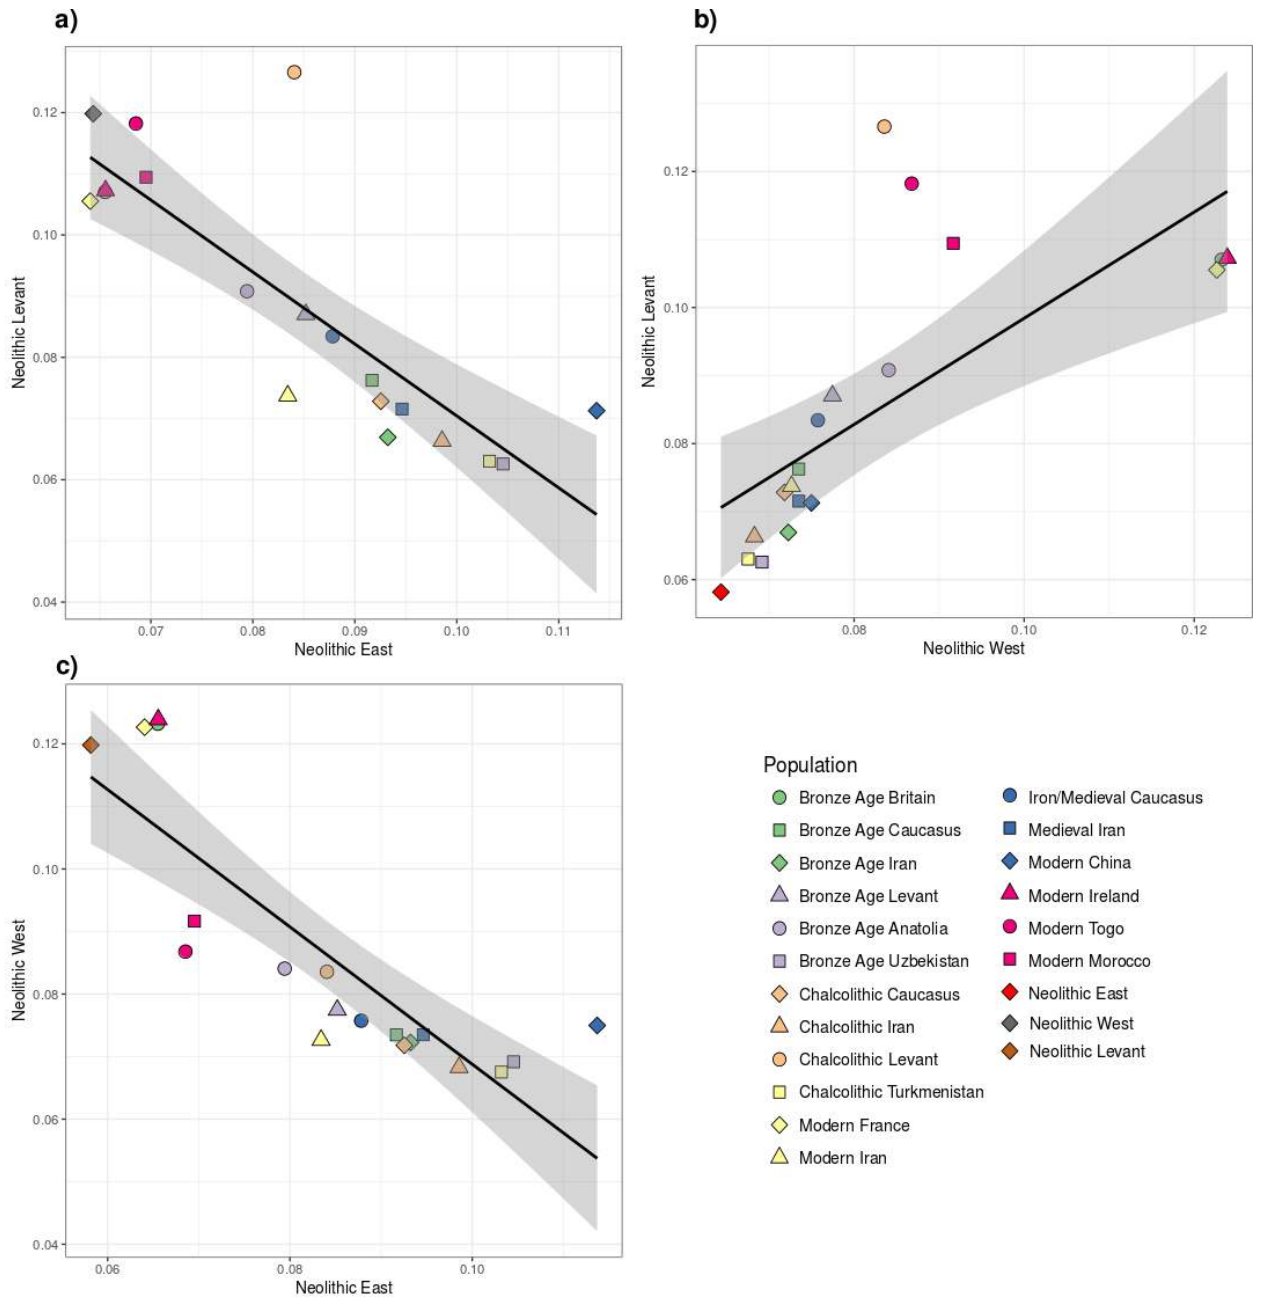 a)
0.12
0.10
0.08
0.06
0.04
Neolithic Levant
0.07
0.08
0.09
0.10
0.11
Neolithic East
b)
0.12
0.10
0.08
0.06
Neolithic Levant
0.08
0.10
0.12
Neolithic West
c)
0.12
0.10
0.08
0.06
0.04
Neolithic West
0.06
0.08
0.10
Neolithic East
Population
Bronze Age Britain
Bronze Age Caucasus
Bronze Age Iran
Bronze Age Levant
Bronze Age Anatolia
Bronze Age Uzbekistan
Chalcolithic Caucasus
Chalcolithic Iran
Chalcolithic Levant
Chalcolithic Turkmenistan
Modern France
Modern Iran
Iron/Medieval Caucasus
Medieval Iran
Modern China
Modern Ireland
Modern Togo
Modern Morocco
Neolithic East
Neolithic West
Neolithic Levant